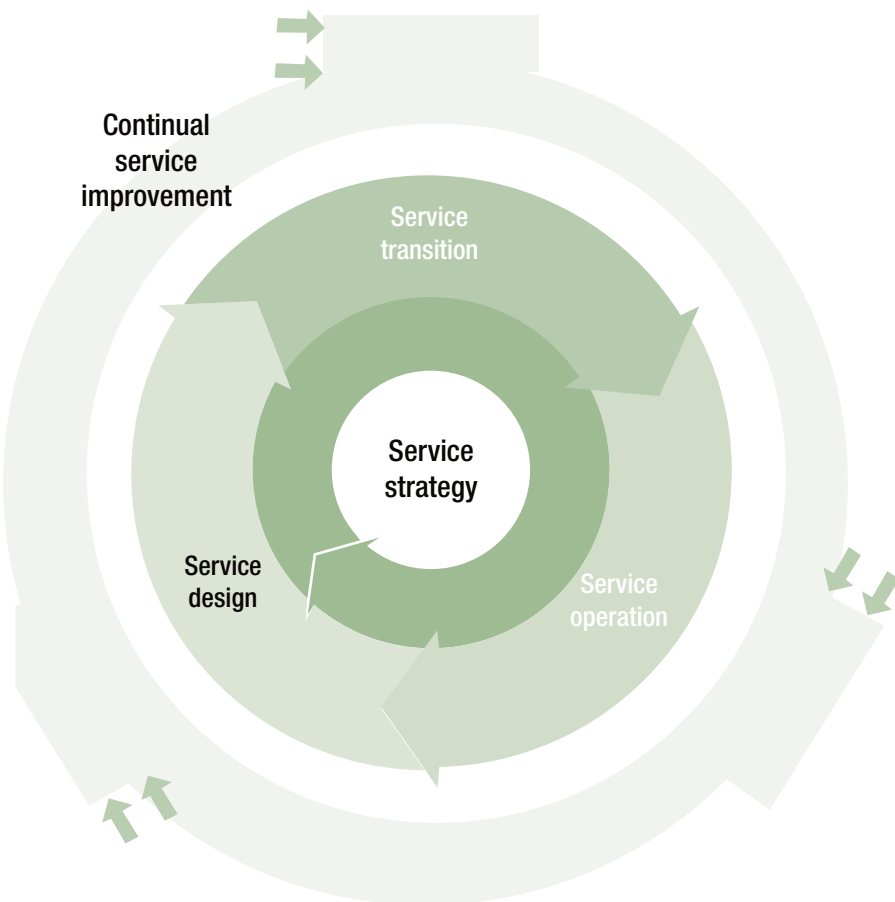 Continual
service
improvement
Service
transition
Service
strategy
Service
design
Service
operation